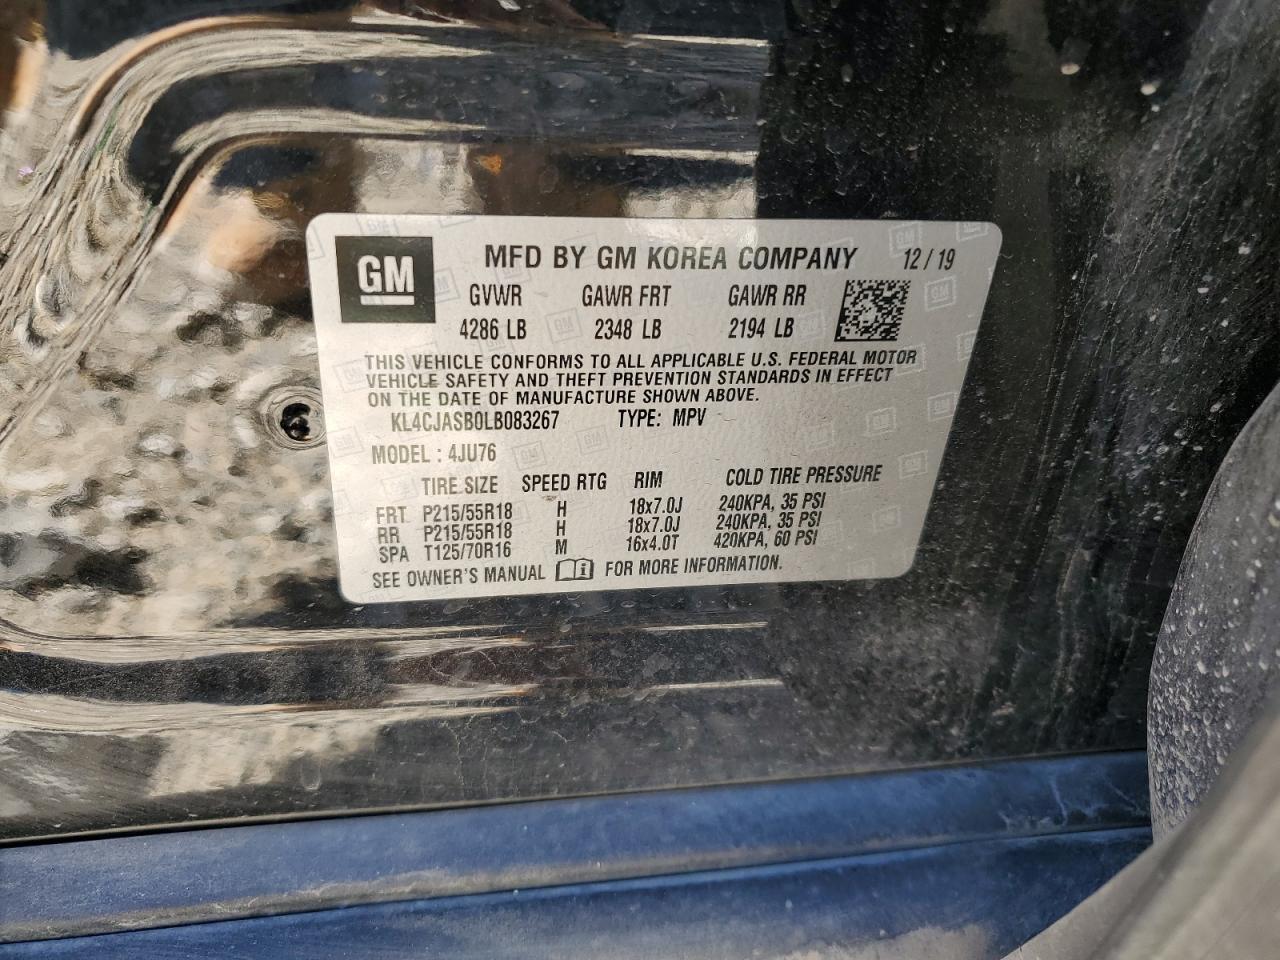 GM
MFD BY GM KOREA COMPANY 12/19
GVWR GAWR FRT GAWR RR
4286 LB 2348 LB 2194 LB
THIS VEHICLE CONFORMS TO ALL APPLICABLE U.S. FEDERAL MOTOR
VEHICLE SAFETY AND THEFT PREVENTION STANDARDS IN EFFECT
ON THE DATE OF MANUFACTURE SHOWN ABOVE.
KL4CJASB0LB083267 TYPE: MPV
MODEL : 4JU76
TIRE SIZE SPEED RTG RIM COLD TIRE PRESSURE
FRT P215/55R18 H 18x7.0J 240KPA, 35 PSI
RR P215/55R18 H 18x7.0J 240KPA, 35 PSI
SPA T125/70R16 M 16x4.0T 420KPA, 60 PSI
SEE OWNER'S MANUAL FOR MORE INFORMATION.